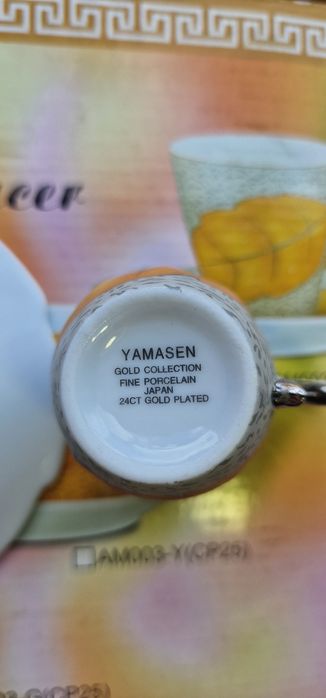 YAMASEN
GOLD COLLECTION
FINE PORCELAIN
JAPAN
24CT GOLD PLATED
AM003-Y(CP25)